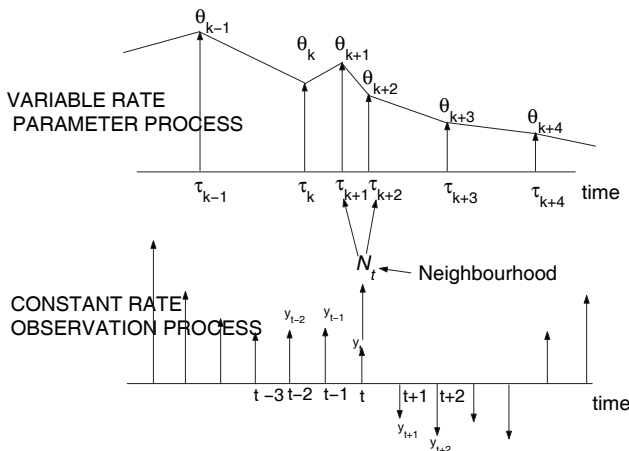 θk−1
θk
θk+1
θk+2
θk+3
θk+4
VARIABLE RATE
PARAMETER PROCESS
τk−1
τk
τk+1
τk+2
τk+3
τk+4
time
Nt
Neighbourhood
CONSTANT RATE
OBSERVATION PROCESS
yt−2
yt−1
yt
t−3
t−2
t−1
t
t+1
t+2
time
yt+1
yt+2